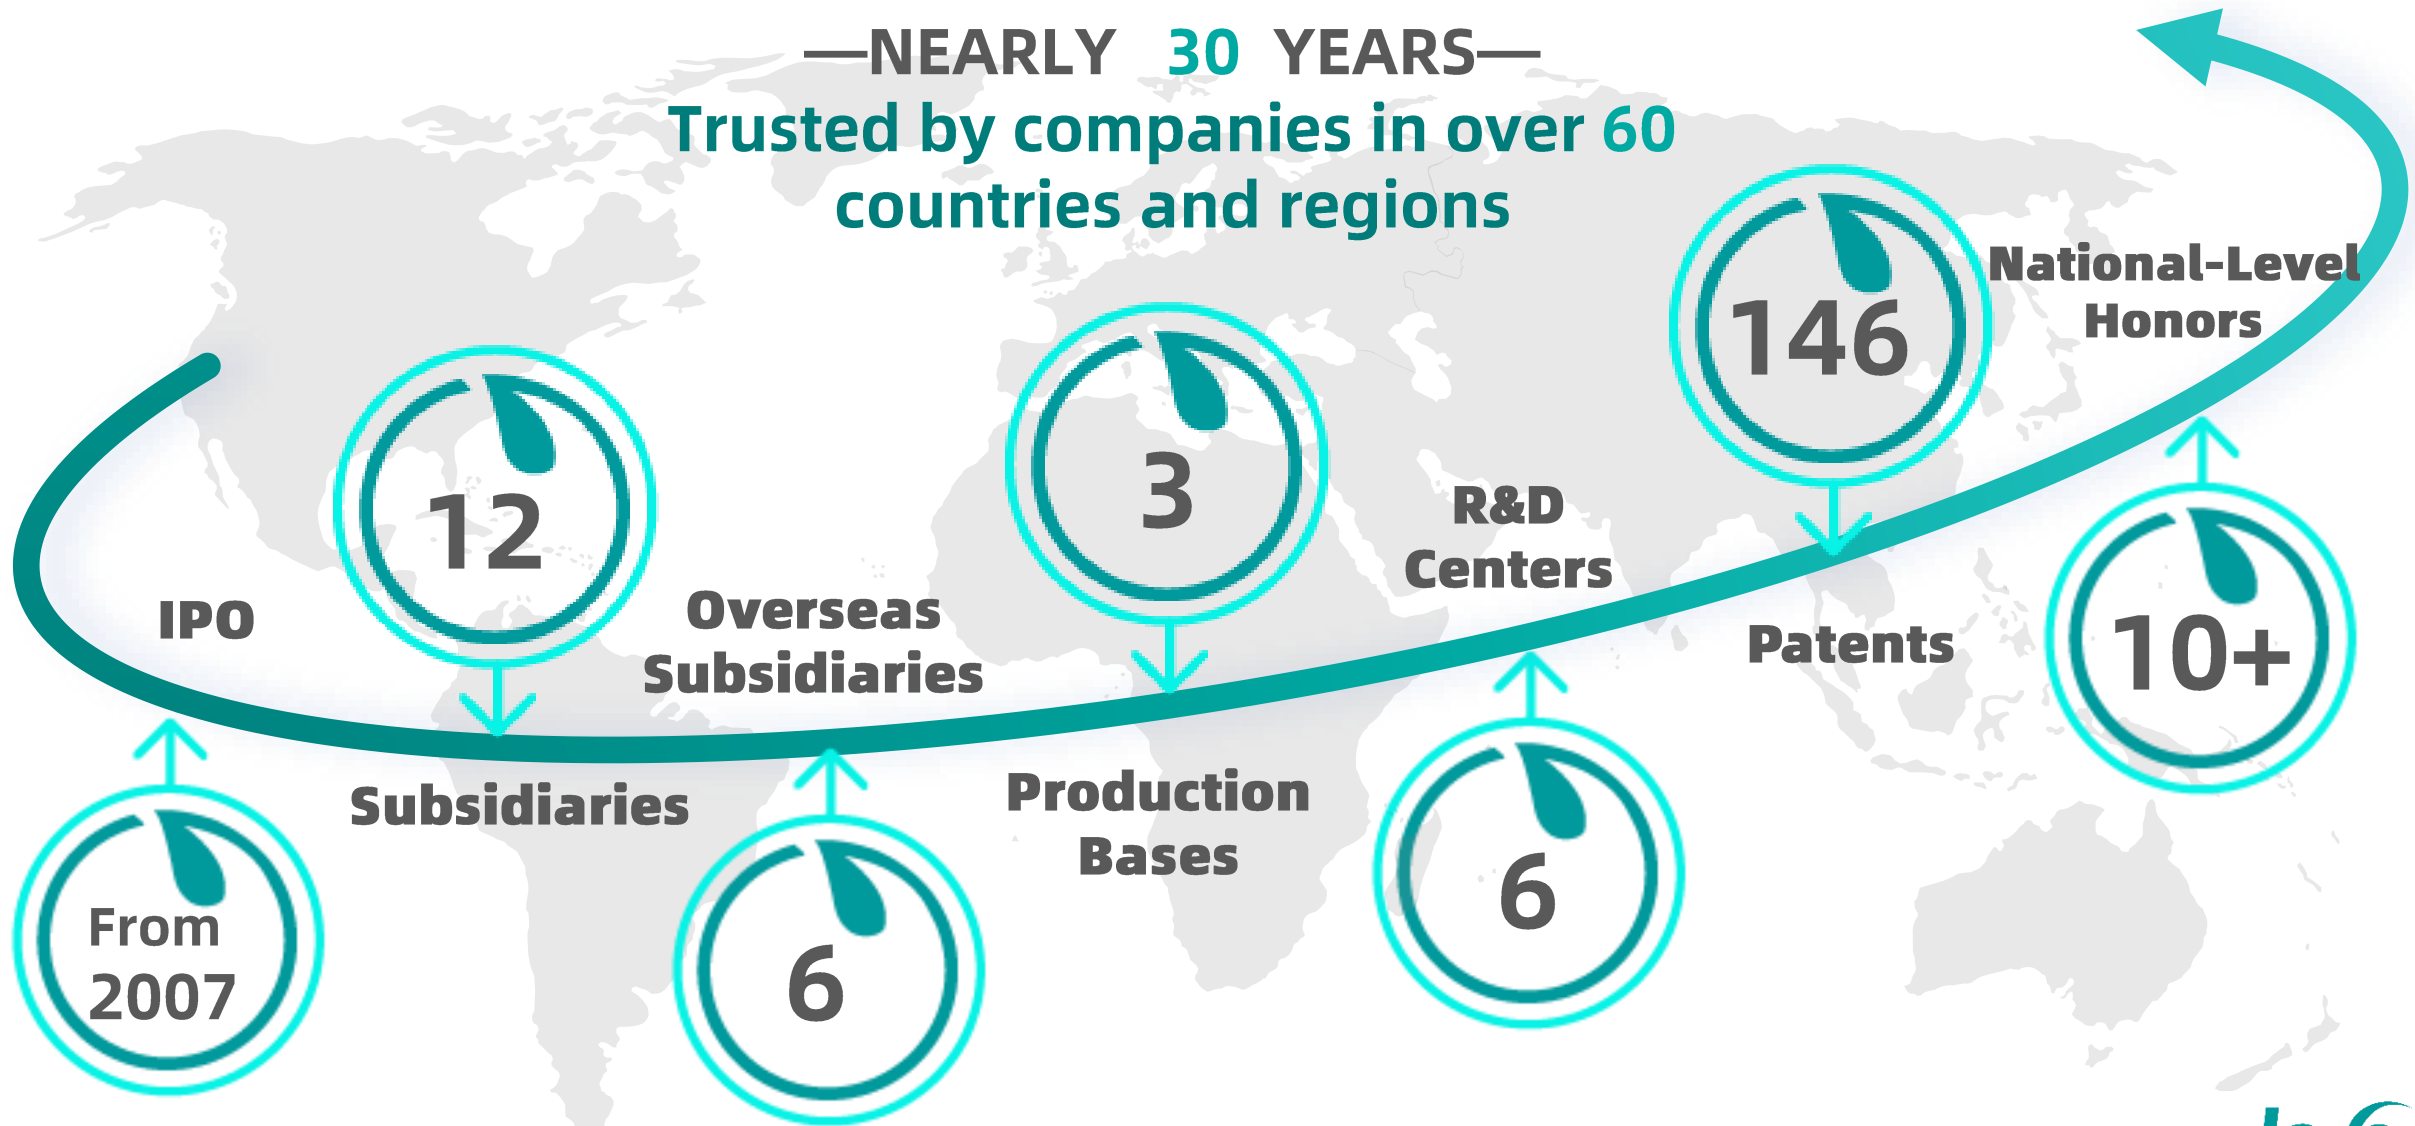 —NEARLY 30 YEARS—
Trusted by companies in over 60
countries and regions
IPO
From
2007
12
Subsidiaries
Overseas
Subsidiaries
6
3
Production
Bases
R&D
Centers
6
146
Patents
National-Level
Honors
10+